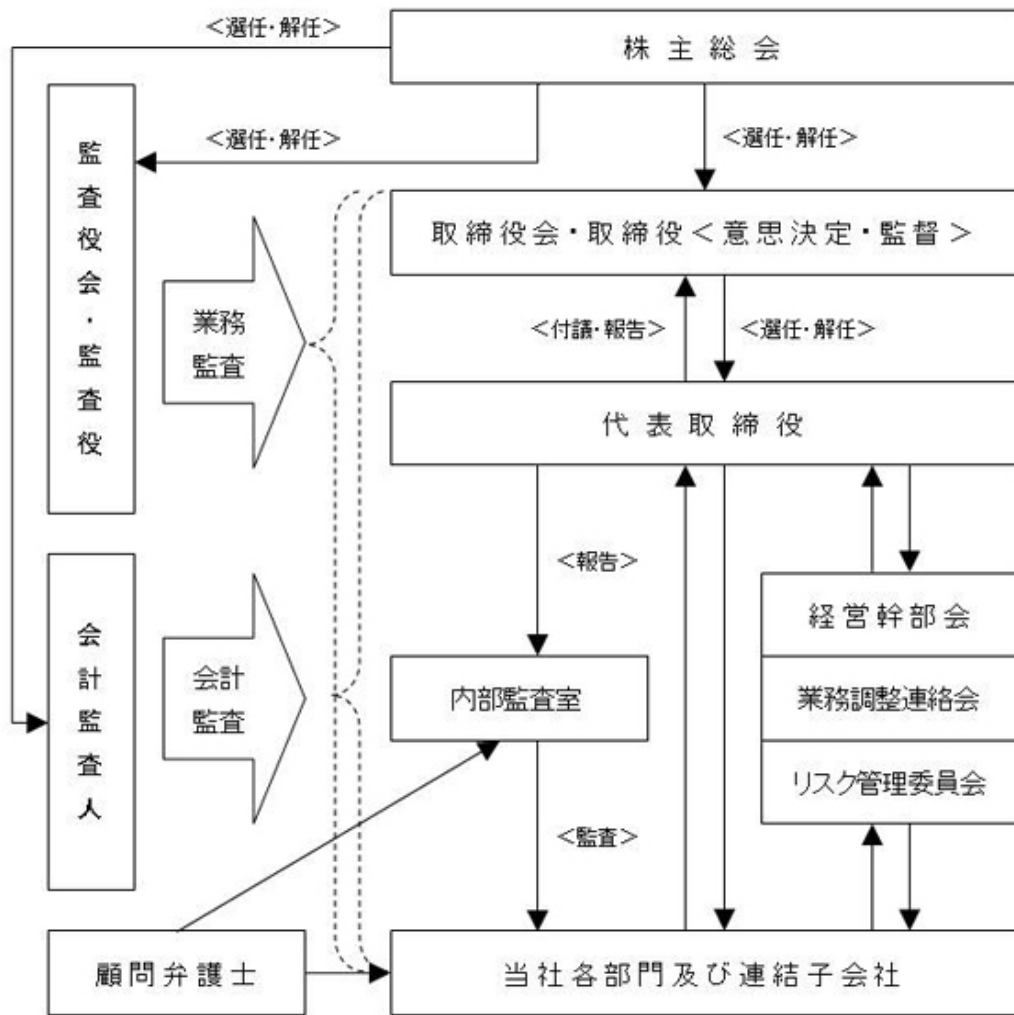 <選任・解任>
株主総会
<選任・解任>
<選任・解任>
監査役会・監査役
取締役会・取締役<意思決定・監督>
業務
監査
<付議・報告>
<選任・解任>
代表取締役
<報告>
経営幹部会
会計監査人
会計
監査
内部監査室
業務調整連絡会
リスク管理委員会
<監査>
顧問弁護士
当社各部門及び連結子会社